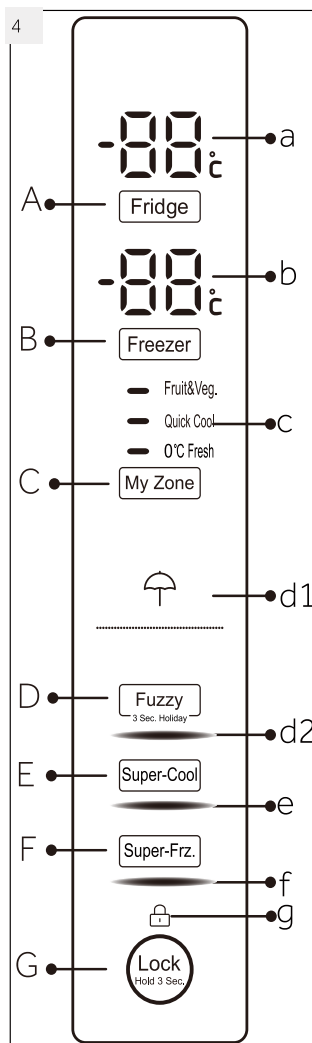 4
-88°C
a
A
Fridge
-88°C
b
B
Freezer
Fruit&Veg.
Quick Cool
c
0°C Fresh
C
My Zone
d1
D
Fuzzy
3 Sec. Holiday
d2
E
Super-Cool
e
F
Super-Frz.
f
g
G
Lock
Hold 3 Sec.